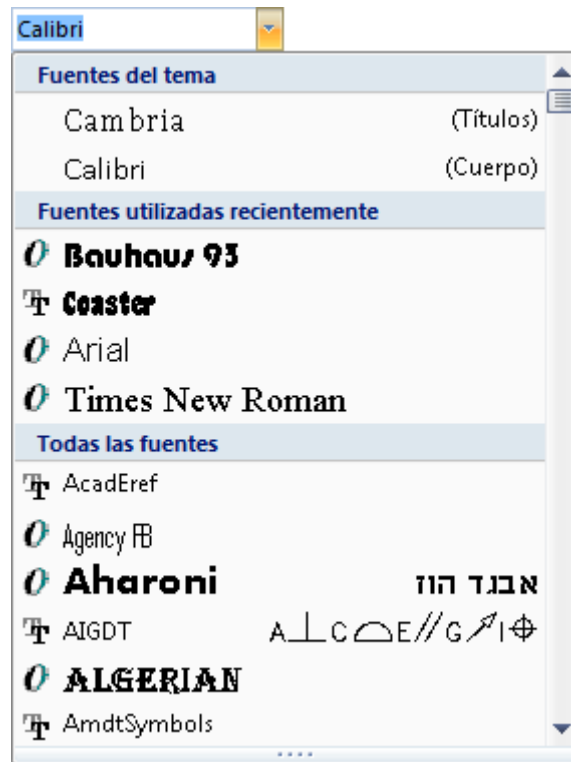 Calibri
Fuentes del tema
Cambria (Títulos)
Calibri (Cuerpo)
Fuentes utilizadas recientemente
Bauhaus 93
Coaster
Arial
Times New Roman
Todas las fuentes
AcadEref
Agency FB
Aharoni אבגד הוז
AIGDT A⊥C⌓E//G↗I⌖
ALGERIAN
AmdtSymbols